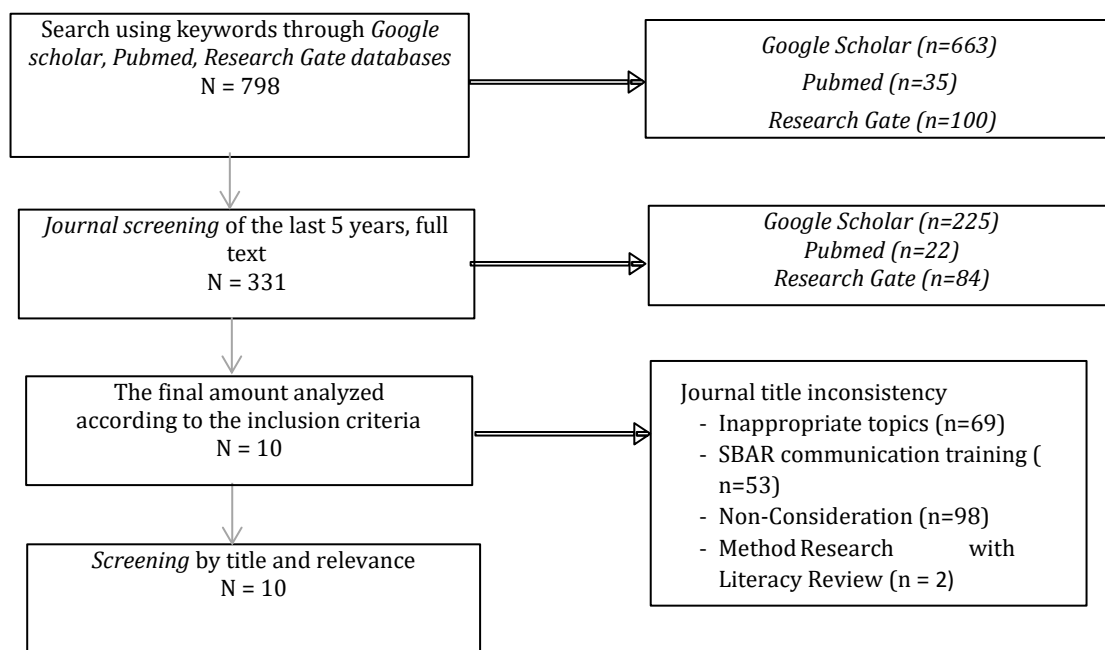 Search using keywords through Google
scholar, Pubmed, Research Gate databases
N = 798
Google Scholar (n=663)
Pubmed (n=35)
Research Gate (n=100)
Journal screening of the last 5 years, full
text
N = 331
Google Scholar (n=225)
Pubmed (n=22)
Research Gate (n=84)
The final amount analyzed
according to the inclusion criteria
N = 10
Journal title inconsistency
- Inappropriate topics (n=69)
- SBAR communication training (
n=53)
- Non-Consideration (n=98)
- Method Research with
Literacy Review (n = 2)
Screening by title and relevance
N = 10